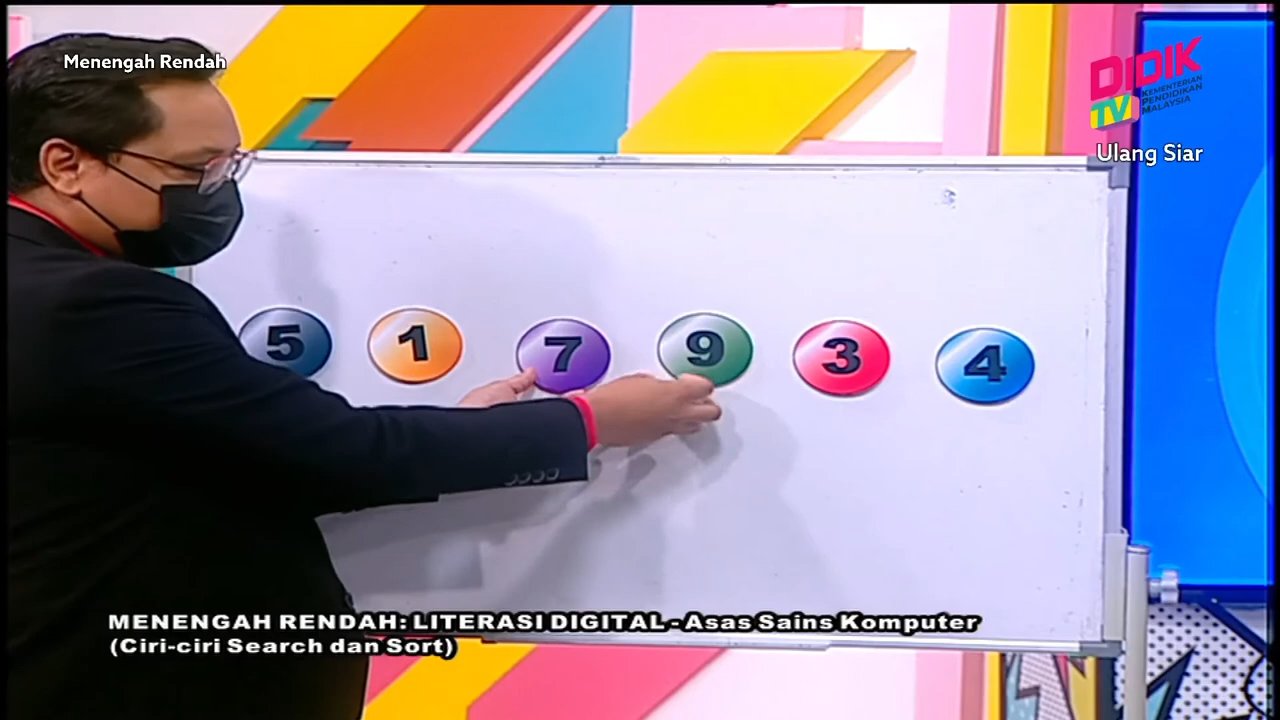 Menengah Rendah
DIDIK
TV
KEMENTERIAN
PENDIDIKAN
MALAYSIA
Ulang Siar
5 1 7 9 3 4
MENENGAH RENDAH: LITERASI DIGITAL - Asas Sains Komputer
(Ciri-ciri Search dan Sort)